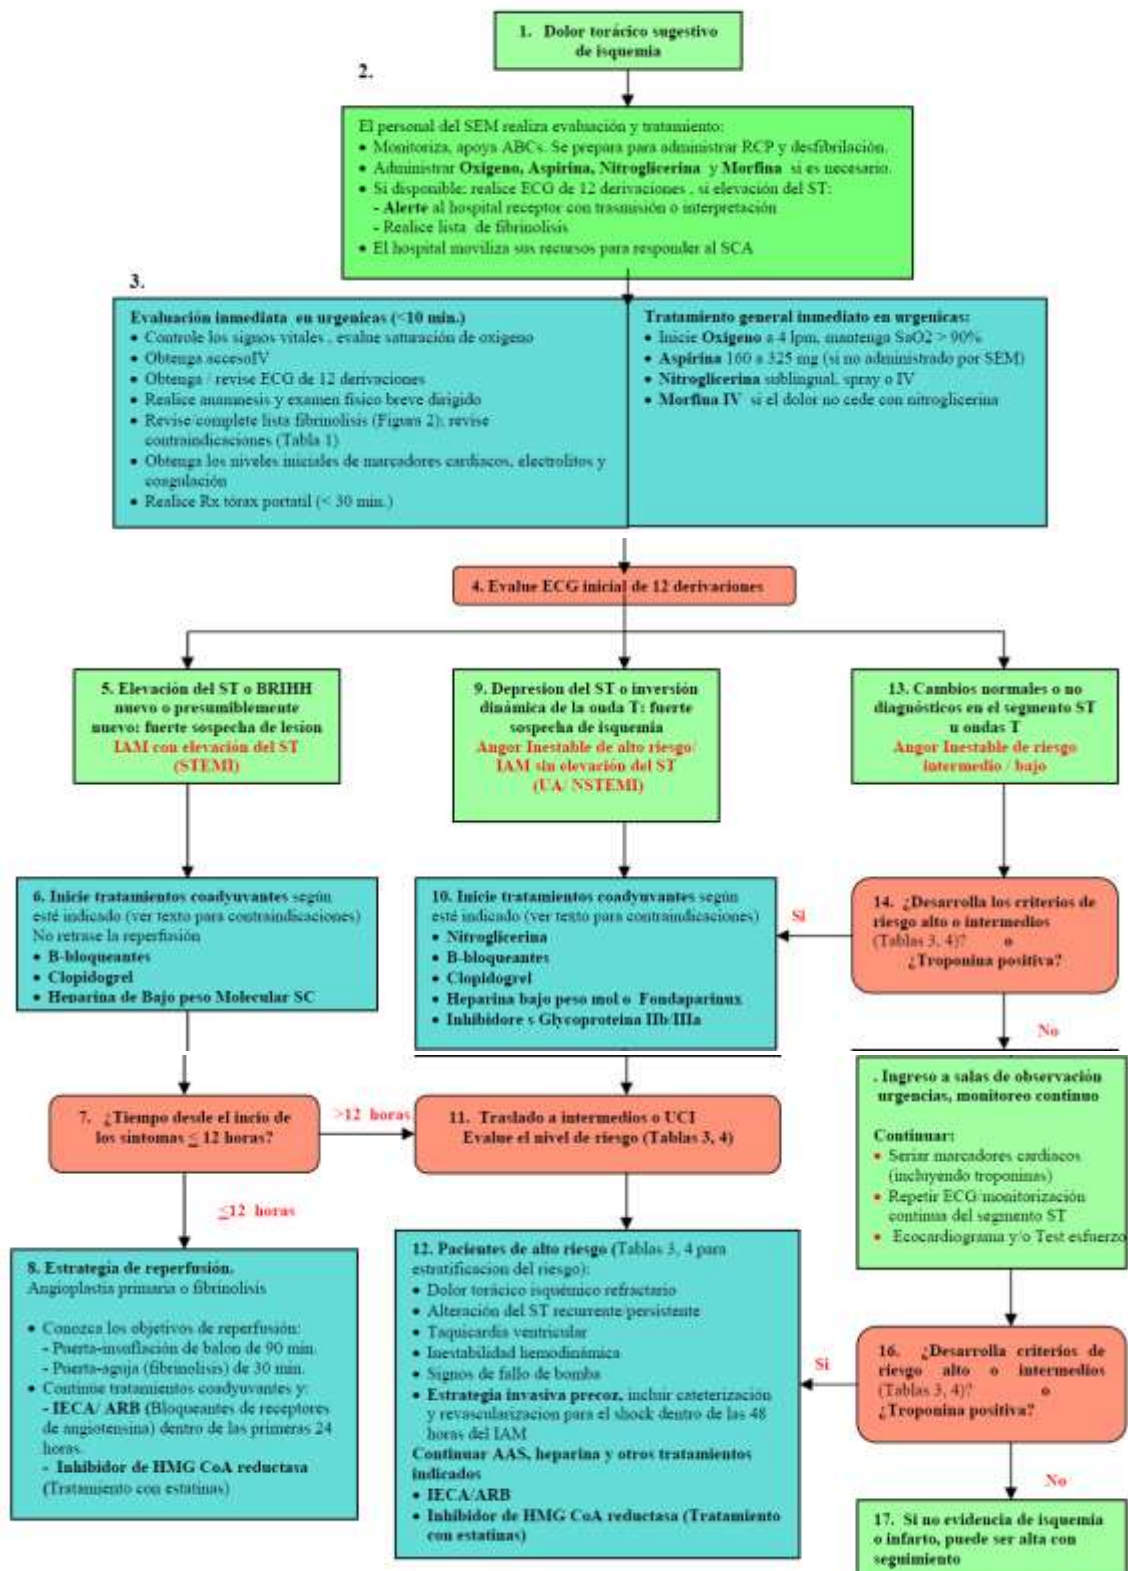 1. Dolor torácico sugestivo
de isquemia
2.
El personal del SEM realiza evaluación y tratamiento:
• Monitoriza, apoya ABCs. Se prepara para administrar RCP y desfibrilación.
• Administrar Oxigeno, Aspirina, Nitroglicerina y Morfina si es necesario.
• Si disponible; realice ECG de 12 derivaciones , si elevación del ST:
- Alerte al hospital receptor con trasmisión o interpretación
- Realice lista de fibrinolisis
• El hospital moviliza sus recursos para responder al SCA
3.
Evaluación inmediata en urgenicas (<10 min.)
• Controle los signos vitales , evalue saturación de oxigeno
• Obtenga accesoIV
• Obtenga / revise ECG de 12 derivaciones
• Realice anamnesis y examen físico breve dirigido
• Revise/complete lista fibrinolisis (Figura 2); revise
contraindicaciones (Tabla 1)
• Obtenga los niveles iniciales de marcadores cardiacos, electrolitos y
coagulación
• Realice Rx tórax portatil (< 30 min.)
Tratamiento general inmediato en urgenicas:
• Inicie Oxigeno a 4 lpm, mantenga SaO2 > 90%
• Aspirina 160 a 325 mg (si no administrado por SEM)
• Nitroglicerina sublingual, spray o IV
• Morfina IV si el dolor no cede con nitroglicerina
4. Evalue ECG inicial de 12 derivaciones
5. Elevación del ST o BRIHH
nuevo o presumiblemente
nuevo: fuerte sospecha de lesion
IAM con elevación del ST
(STEMI)
9. Depresion del ST o inversión
dinámica de la onda T: fuerte
sospecha de isquemia
Angor Inestable de alto riesgo/
IAM sin elevación del ST
(UA/ NSTEMI)
13. Cambios normales o no
diagnósticos en el segmento ST
u ondas T
Angor Inestable de riesgo
intermedio / bajo
6. Inicie tratamientos coadyuvantes según
esté indicado (ver texto para contraindicaciones)
No retrase la reperfusión
• B-bloqueantes
• Clopidogrel
• Heparina de Bajo peso Molecular SC
10. Inicie tratamientos coadyuvantes según
esté indicado (ver texto para contraindicaciones)
• Nitroglicerina
• B-bloqueantes
• Clopidogrel
• Heparina bajo peso mol o Fondaparinux
• Inhibidore s Glycoproteina IIb/IIIa
Si
14. ¿Desarrolla los criterios de
riesgo alto o intermedios
(Tablas 3, 4)? o
¿Troponina positiva?
No
7. ¿Tiempo desde el incio de
los sintomas ≤ 12 horas?
>12 horas
11. Traslado a intermedios o UCI
Evalue el nivel de riesgo (Tablas 3, 4)
. Ingreso a salas de observación
urgencias, monitoreo continuo
Continuar:
• Seriar marcadores cardiacos
(incluyendo troponinas)
• Repetir ECG/monitorización
continua del segmento ST
• Ecocardiograma y/o Test esfuerzo
≤12 horas
8. Estrategia de reperfusión.
Angioplastia primaria o fibrinolisis
• Conozca los objetivos de reperfusión:
- Puerta-insuflación de balon de 90 min.
- Puerta-aguja (fibrinolisis) de 30 min.
• Continue tratamientos coadyuvantes y:
- IECA/ ARB (Bloqueantes de receptores
de angiotensina) dentro de las primeras 24
horas.
- Inhibidor de HMG CoA reductasa
(Tratamiento con estatinas)
12. Pacientes de alto riesgo (Tablas 3, 4 para
estratificacion del riesgo):
• Dolor torácico isquémico refractario
• Alteración del ST recurrente persistente
• Taquicardia ventricular
• Inestabilidad hemodinámica
• Signos de fallo de bomba
• Estrategia invasiva precoz, incluir cateterización
y revascularización para el shock dentro de las 48
horas del IAM
Continuar AAS, heparina y otros tratamientos
indicados
• IECA/ARB
• Inhibidor de HMG CoA reductasa (Tratamiento
con estatinas)
Si
16. ¿Desarrolla criterios de
riesgo alto o intermedios
(Tablas 3, 4)? o
¿Troponina positiva?
No
17. Si no evidencia de isquemia
o infarto, puede ser alta con
seguimiento